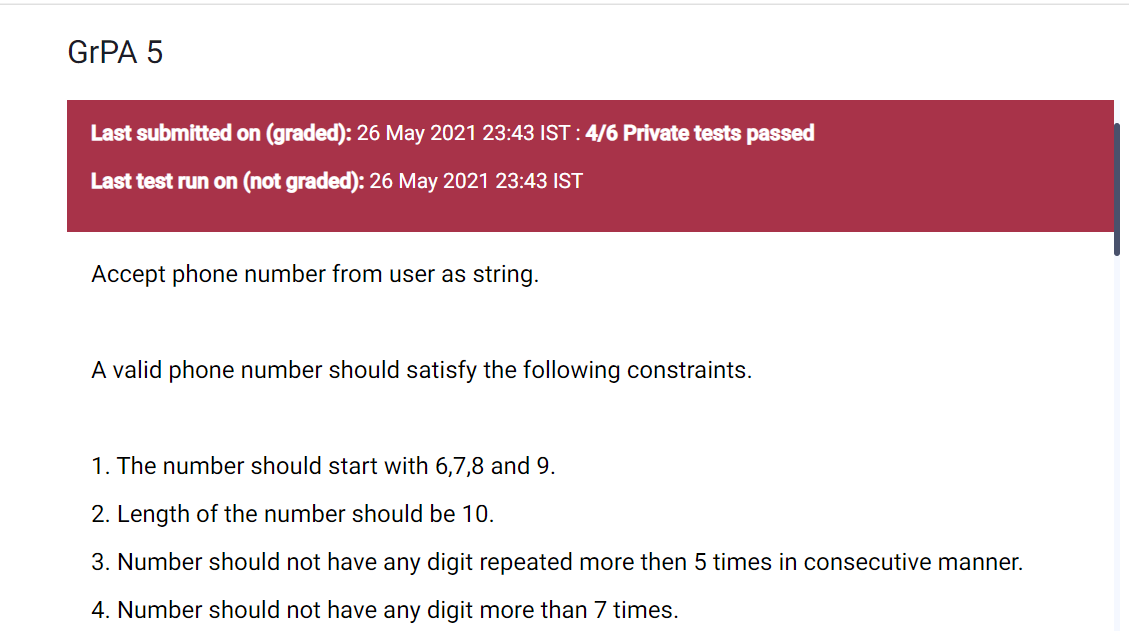 GrPA 5
Last submitted on (graded): 26 May 2021 23:43 IST : 4/6 Private tests passed
Last test run on (not graded): 26 May 2021 23:43 IST
Accept phone number from user as string.
A valid phone number should satisfy the following constraints.
1. The number should start with 6,7,8 and 9.
2. Length of the number should be 10.
3. Number should not have any digit repeated more then 5 times in consecutive manner.
4. Number should not have any digit more than 7 times.